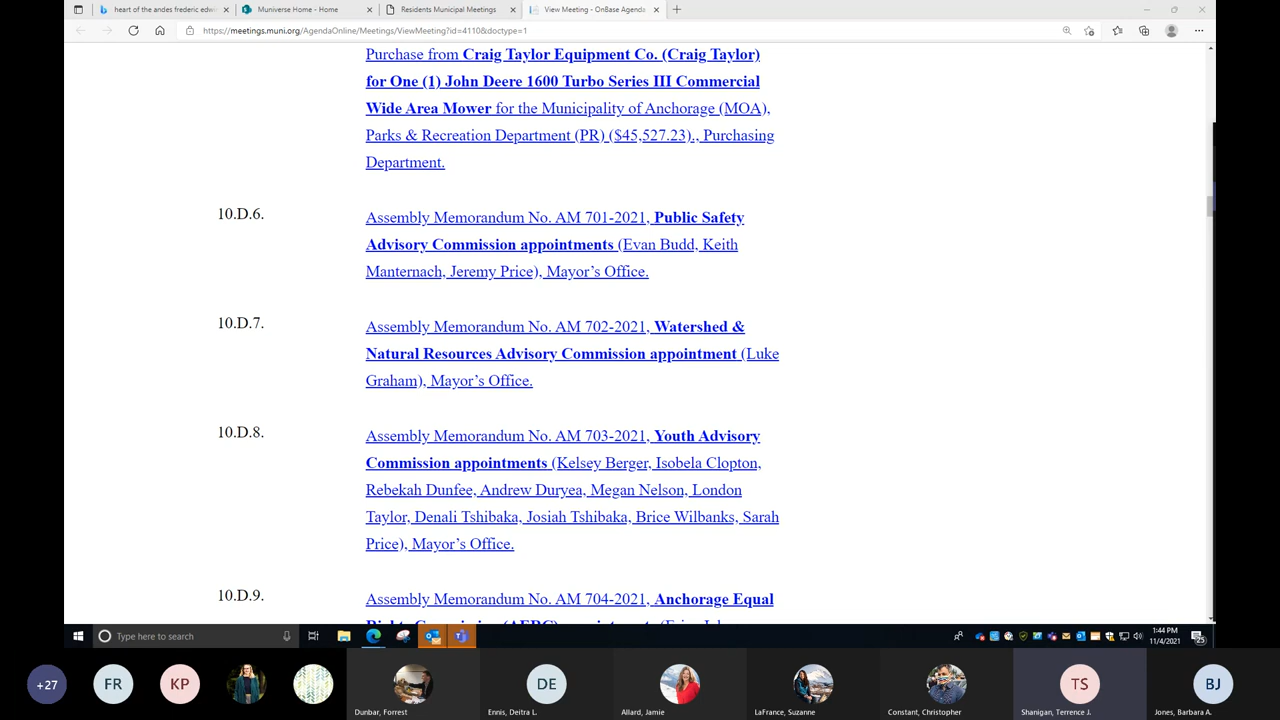 heart of the andes frederic edwi
Muniverse Home - Home
Residents Municipal Meetings
View Meeting - OnBase Agenda
https://meetings.muni.org/AgendaOnline/Meetings/ViewMeeting?id=4110&doctype=1
Purchase from Craig Taylor Equipment Co. (Craig Taylor)
for One (1) John Deere 1600 Turbo Series III Commercial
Wide Area Mower for the Municipality of Anchorage (MOA),
Parks & Recreation Department (PR) ($45,527.23)., Purchasing
Department.
10.D.6.
Assembly Memorandum No. AM 701-2021, Public Safety
Advisory Commission appointments (Evan Budd, Keith
Manternach, Jeremy Price), Mayor's Office.
10.D.7.
Assembly Memorandum No. AM 702-2021, Watershed &
Natural Resources Advisory Commission appointment (Luke
Graham), Mayor's Office.
10.D.8.
Assembly Memorandum No. AM 703-2021, Youth Advisory
Commission appointments (Kelsey Berger, Isobela Clopton,
Rebekah Dunfee, Andrew Duryea, Megan Nelson, London
Taylor, Denali Tshibaka, Josiah Tshibaka, Brice Wilbanks, Sarah
Price), Mayor's Office.
10.D.9.
Assembly Memorandum No. AM 704-2021, Anchorage Equal
Type here to search
1:44 PM
11/4/2021
25
+27
FR
KP
DE
TS
BJ
Dunbar, Forrest
Ennis, Deitra L.
Allard, Jamie
LaFrance, Suzanne
Constant, Christopher
Shanigan, Terrence J.
Jones, Barbara A.